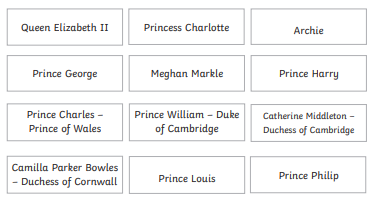 Queen Elizabeth II
Princess Charlotte
Archie
Prince George
Meghan Markle
Prince Harry
Prince Charles –
Prince of Wales
Prince William – Duke
of Cambridge
Catherine Middleton –
Duchess of Cambridge
Camilla Parker Bowles
– Duchess of Cornwall
Prince Louis
Prince Philip